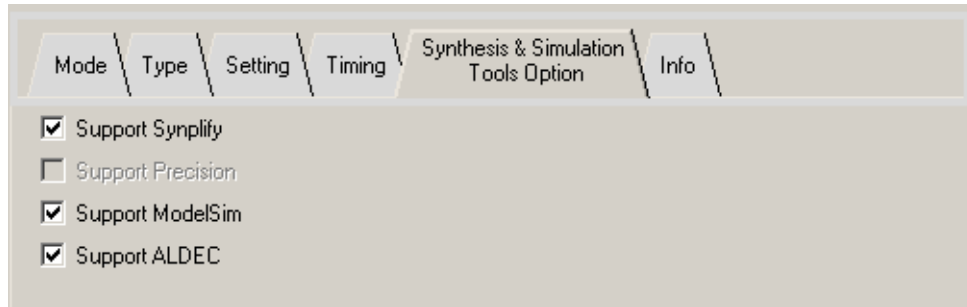 Mode Type Setting Timing Synthesis & Simulation Tools Option Info
Support Synplify
Support Precision
Support ModelSim
Support ALDEC